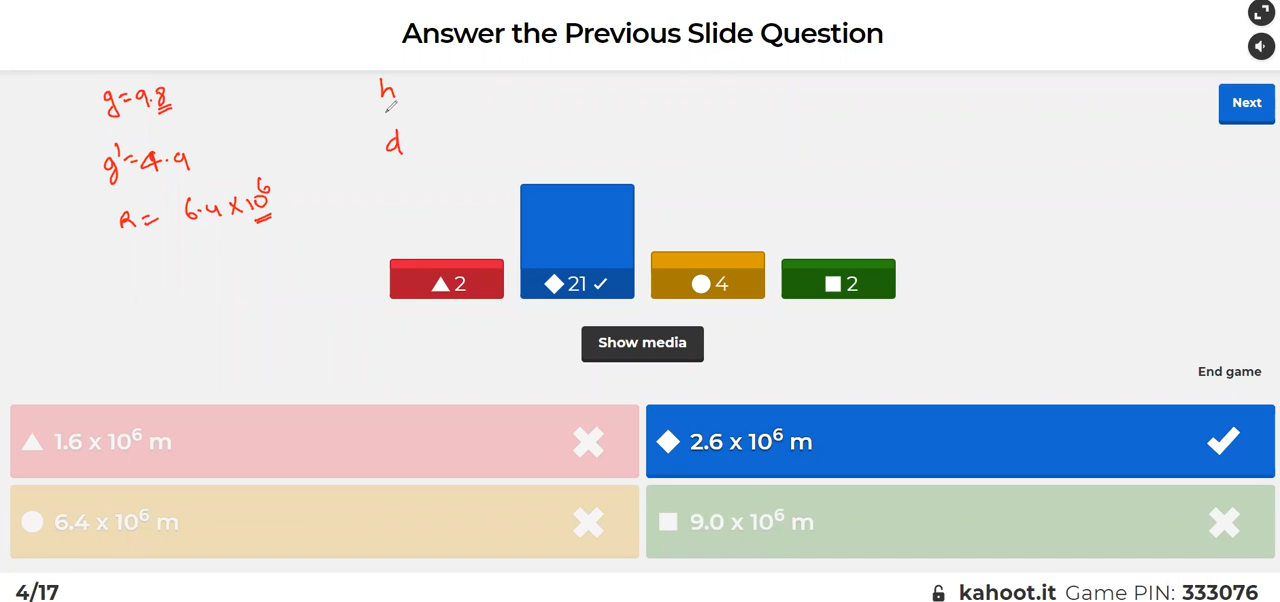 Answer the Previous Slide Question
g=9.8
h
Next
d
g'=4.9
R= 6.4×10⁶
2
21
4
2
Show media
End game
1.6 x 10⁶ m
2.6 x 10⁶ m
6.4 x 10⁶ m
9.0 x 10⁶ m
4/17
kahoot.it Game PIN: 333076